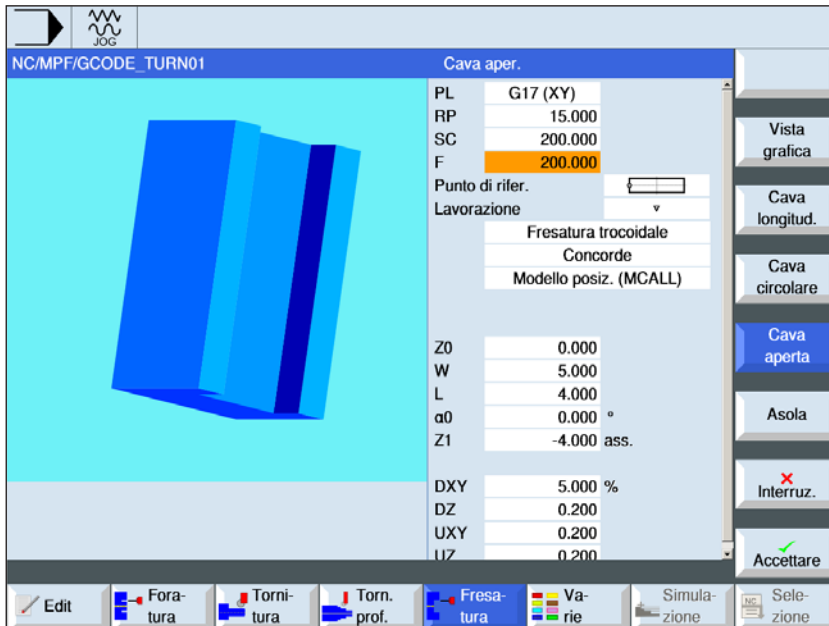 JOG
NC/MPF/GCODE_TURN01
Cava aper.
PL G17 (XY)
RP 15.000
SC 200.000
F 200.000
Punto di rifer.
Lavorazione
Fresatura trocoidale
Concorde
Modello posiz. (MCALL)
Z0 0.000
W 5.000
L 4.000
α0 0.000 °
Z1 -4.000 ass.
DXY 5.000 %
DZ 0.200
UXY 0.200
UZ 0.200
Vista
grafica
Cava
longitud.
Cava
circolare
Cava
aperta
Asola
Interruz.
Accettare
Edit
Fora-
tura
Torni-
tura
Torn.
prof.
Fresa-
tura
Va-
rie
Simula-
zione
NC
Sele-
zione